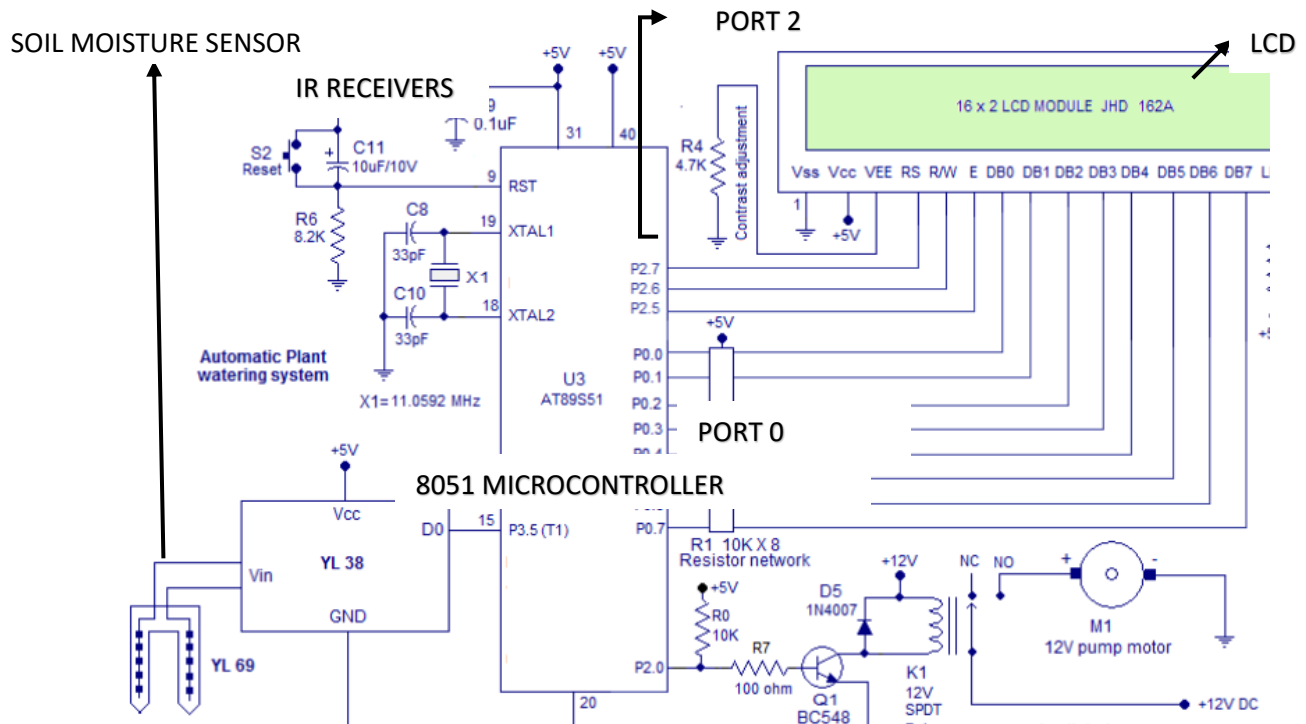 PORT 2
SOIL MOISTURE SENSOR
LCD
+5V
+5V
IR RECEIVERS
9
0.1uF
31
40
16 x 2 LCD MODULE JHD 162A
S2
Reset
+
C11
10uF/10V
R4
4.7K
Contrast adjustment
Vss Vcc VEE RS R/W E DB0 DB1 DB2 DB3 DB4 DB5 DB6 DB7
9
RST
1
+5V
R6
8.2K
C8
33pF
19
XTAL1
X1
C10
33pF
18
XTAL2
P2.7
P2.6
P2.5
+5V
Automatic Plant
watering system
X1=11.0592 MHz
U3
AT89S51
P0.0
P0.1
P0.2
P0.3
PORT 0
8051 MICROCONTROLLER
+5V
Vcc
D0
15
P3.5 (T1)
P0.7
YL 38
Vin
GND
YL 69
R1 10K X 8
Resistor network
+5V
R0
10K
P2.0
R7
100 ohm
D5
1N4007
+12V
NC NO
+ -
M1
12V pump motor
K1
12V
SPDT
Q1
BC548
+12V DC
20